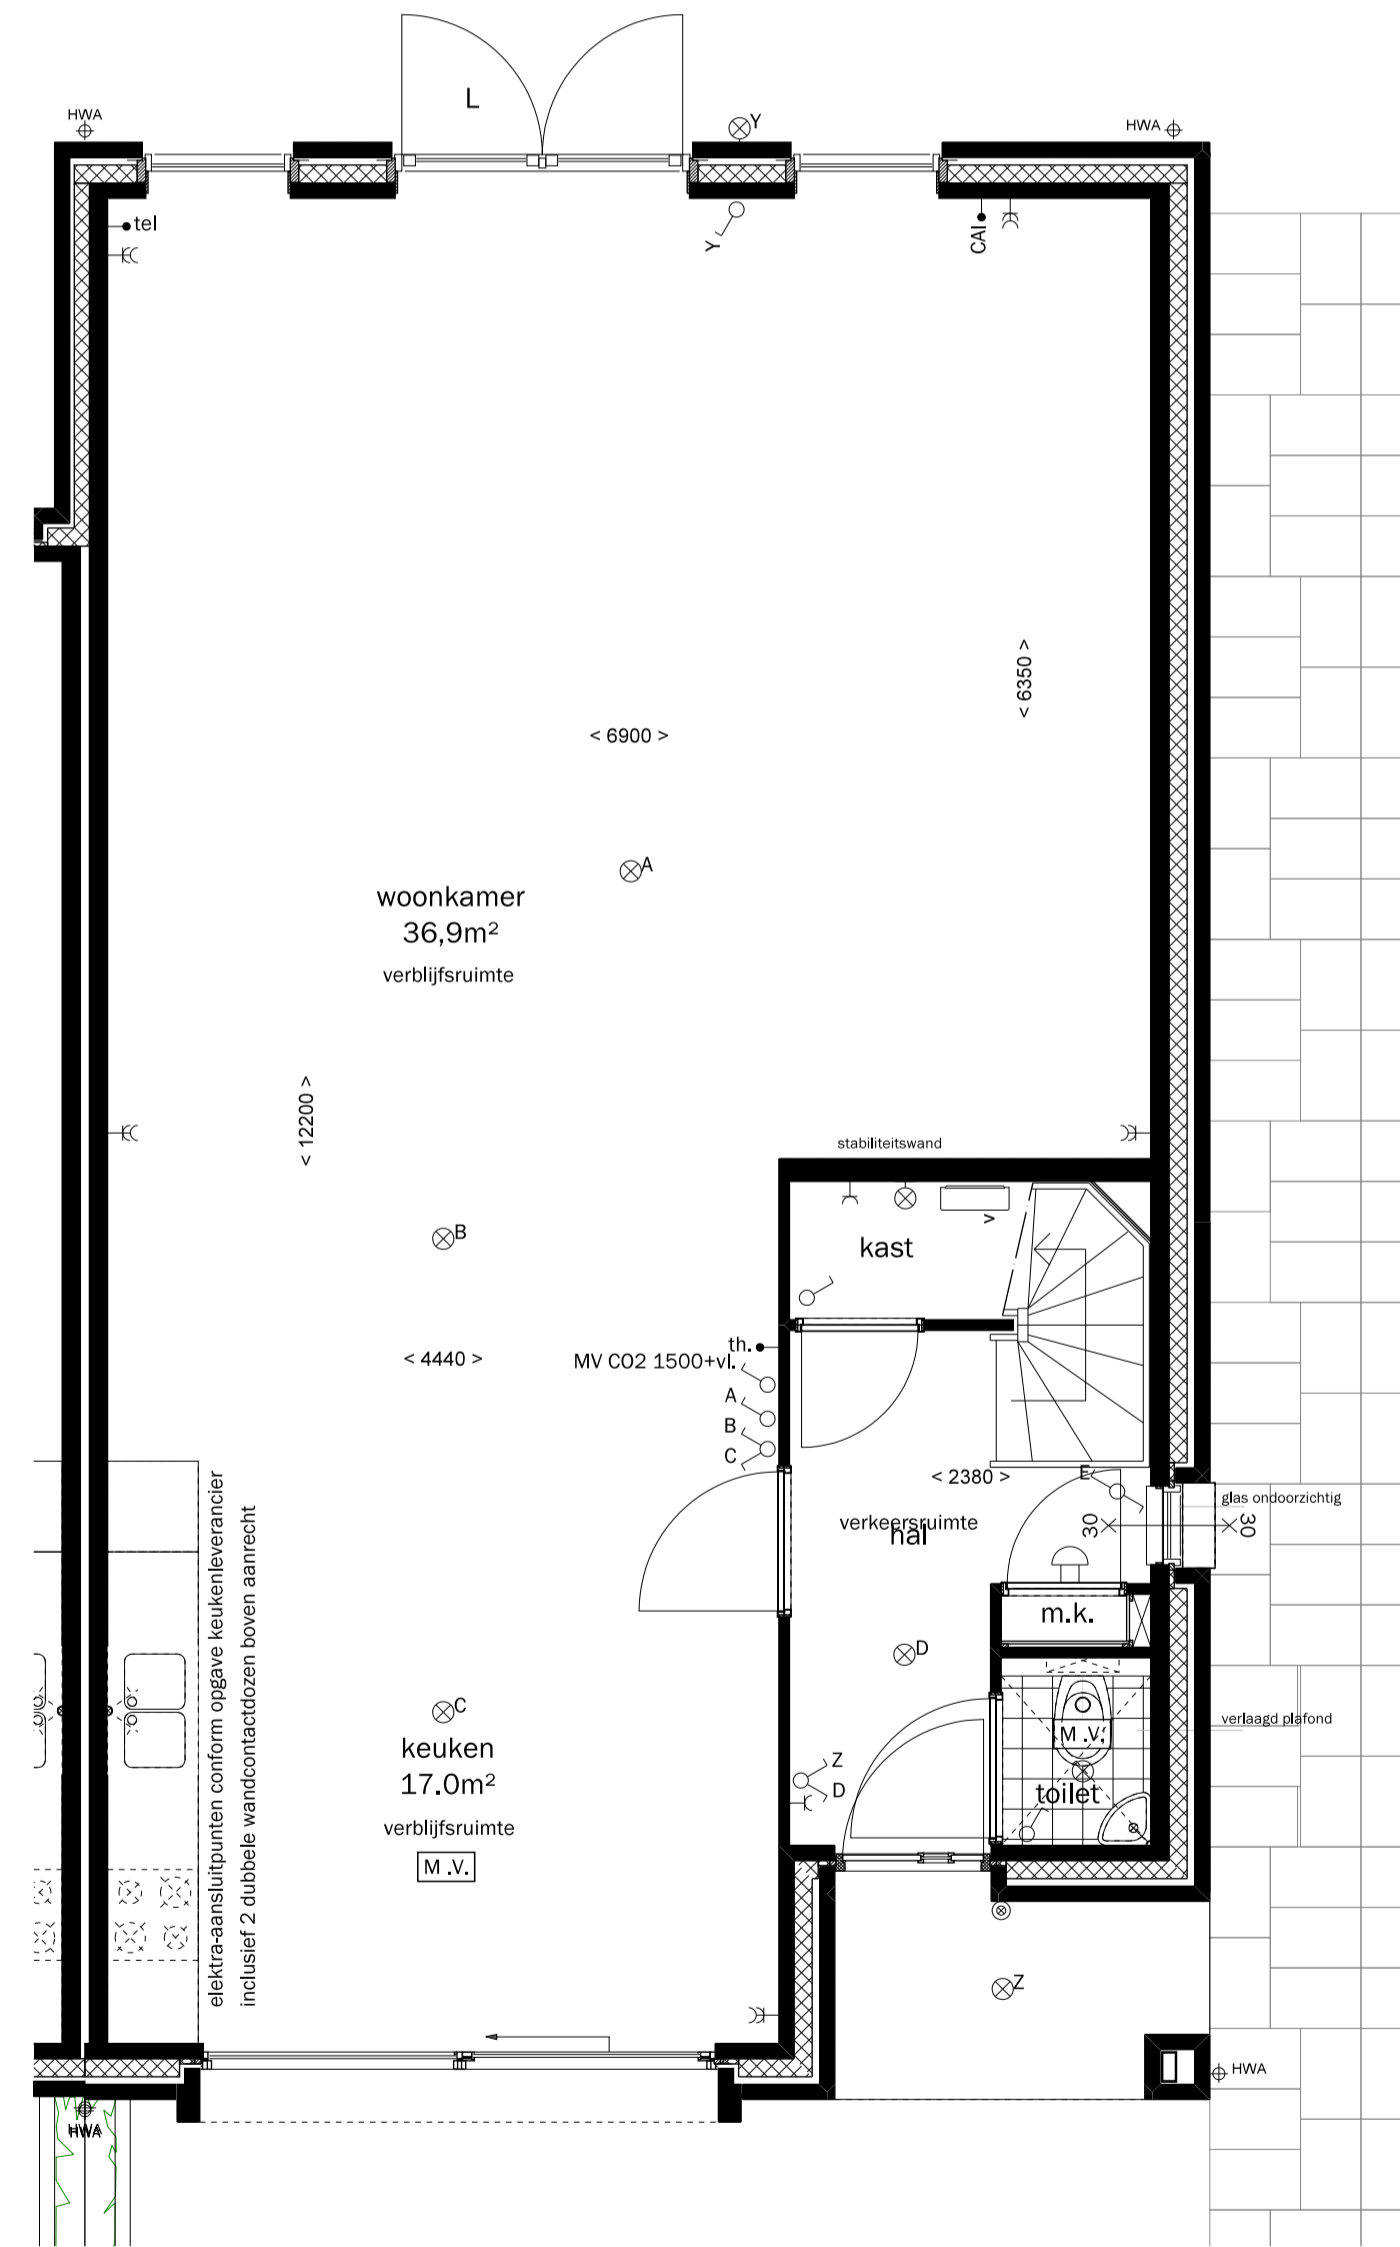 L
HWA
Y
HWA
tel
Y
CAI
< 6350 >
< 6900 >
A
woonkamer
36,9m²
verblijfsruimte
< 12200 >
stabiliteitswand
B
kast
v
th.
< 4440 >
MV CO2 1500+vl.
A
B
C
< 2380 >
E
glas ondoorzichtig
verkeersruimte
hal
30
30
elektra-aansluitpunten conform opgave keukenleverancier
inclusief 2 dubbele wandcontactdozen boven aanrecht
m.k.
D
C
verlaagd plafond
M.V.
keuken
17.0m²
Z
D
toilet
verblijfsruimte
M.V.
Z
HWA
HWA